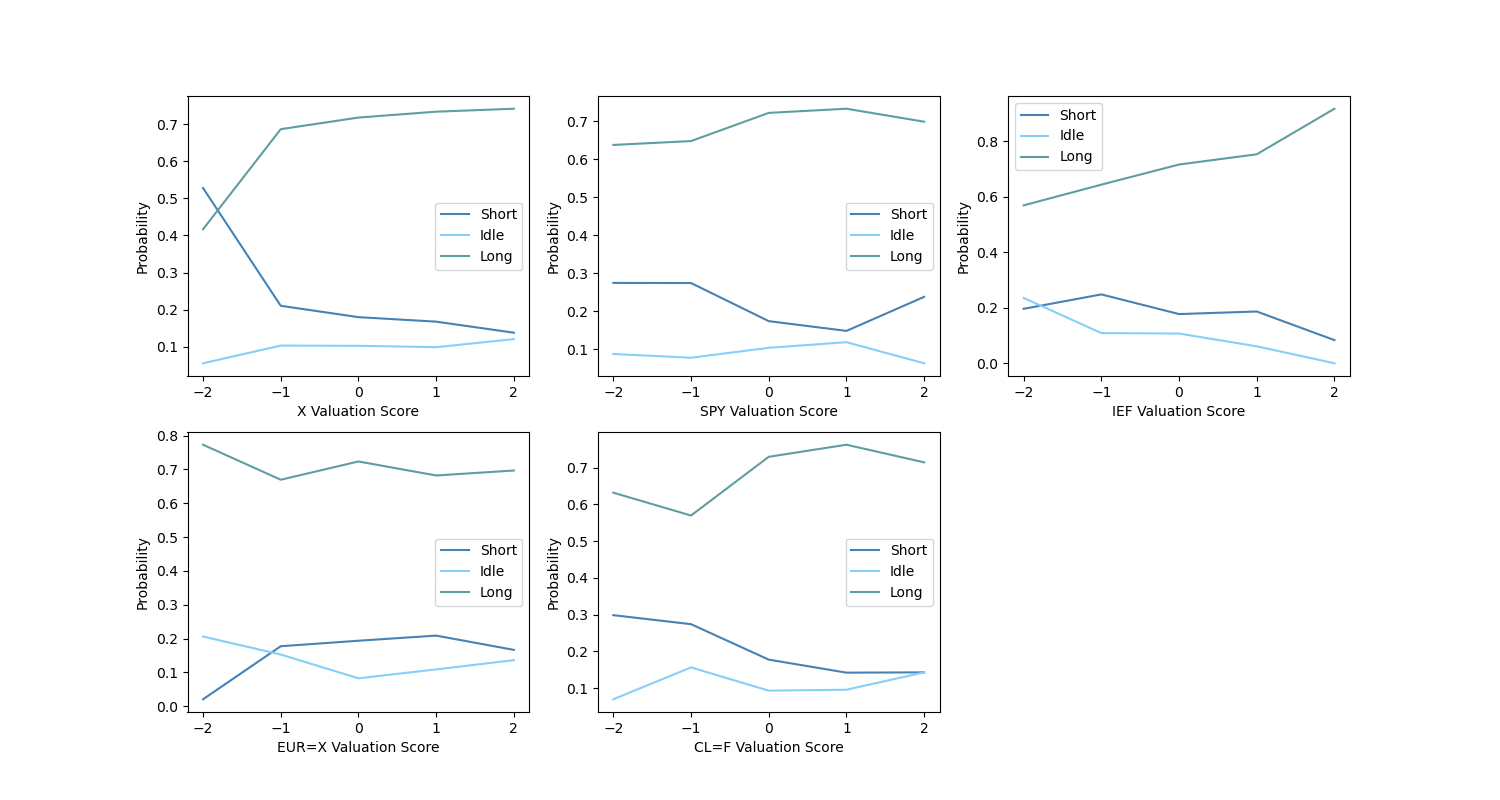 0.7
0.6
0.5
0.4
0.3
0.2
0.1
Probability
Short
Idle
Long
−2 −1 0 1 2
X Valuation Score
0.7
0.6
0.5
0.4
0.3
0.2
0.1
Probability
Short
Idle
Long
−2 −1 0 1 2
SPY Valuation Score
0.8
0.6
0.4
0.2
0.0
Probability
Short
Idle
Long
−2 −1 0 1 2
IEF Valuation Score
0.8
0.7
0.6
0.5
0.4
0.3
0.2
0.1
0.0
Probability
Short
Idle
Long
−2 −1 0 1 2
EUR=X Valuation Score
0.7
0.6
0.5
0.4
0.3
0.2
0.1
Probability
Short
Idle
Long
−2 −1 0 1 2
CL=F Valuation Score